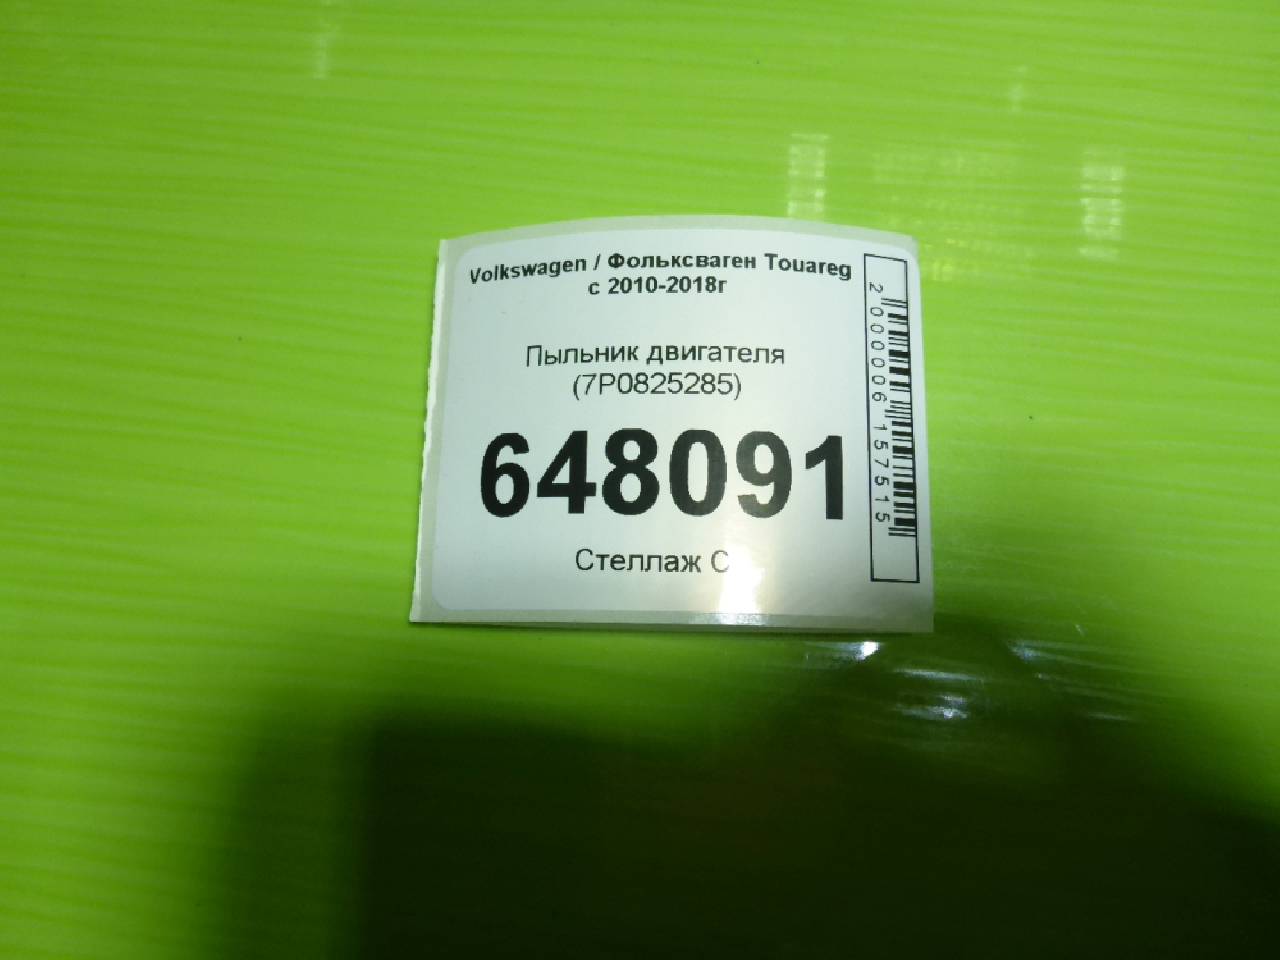 Volkswagen / Фольксваген Touareg
с 2010-2018г
Пыльник двигателя
(7P0825285)
648091
Стеллаж С
2000006157515